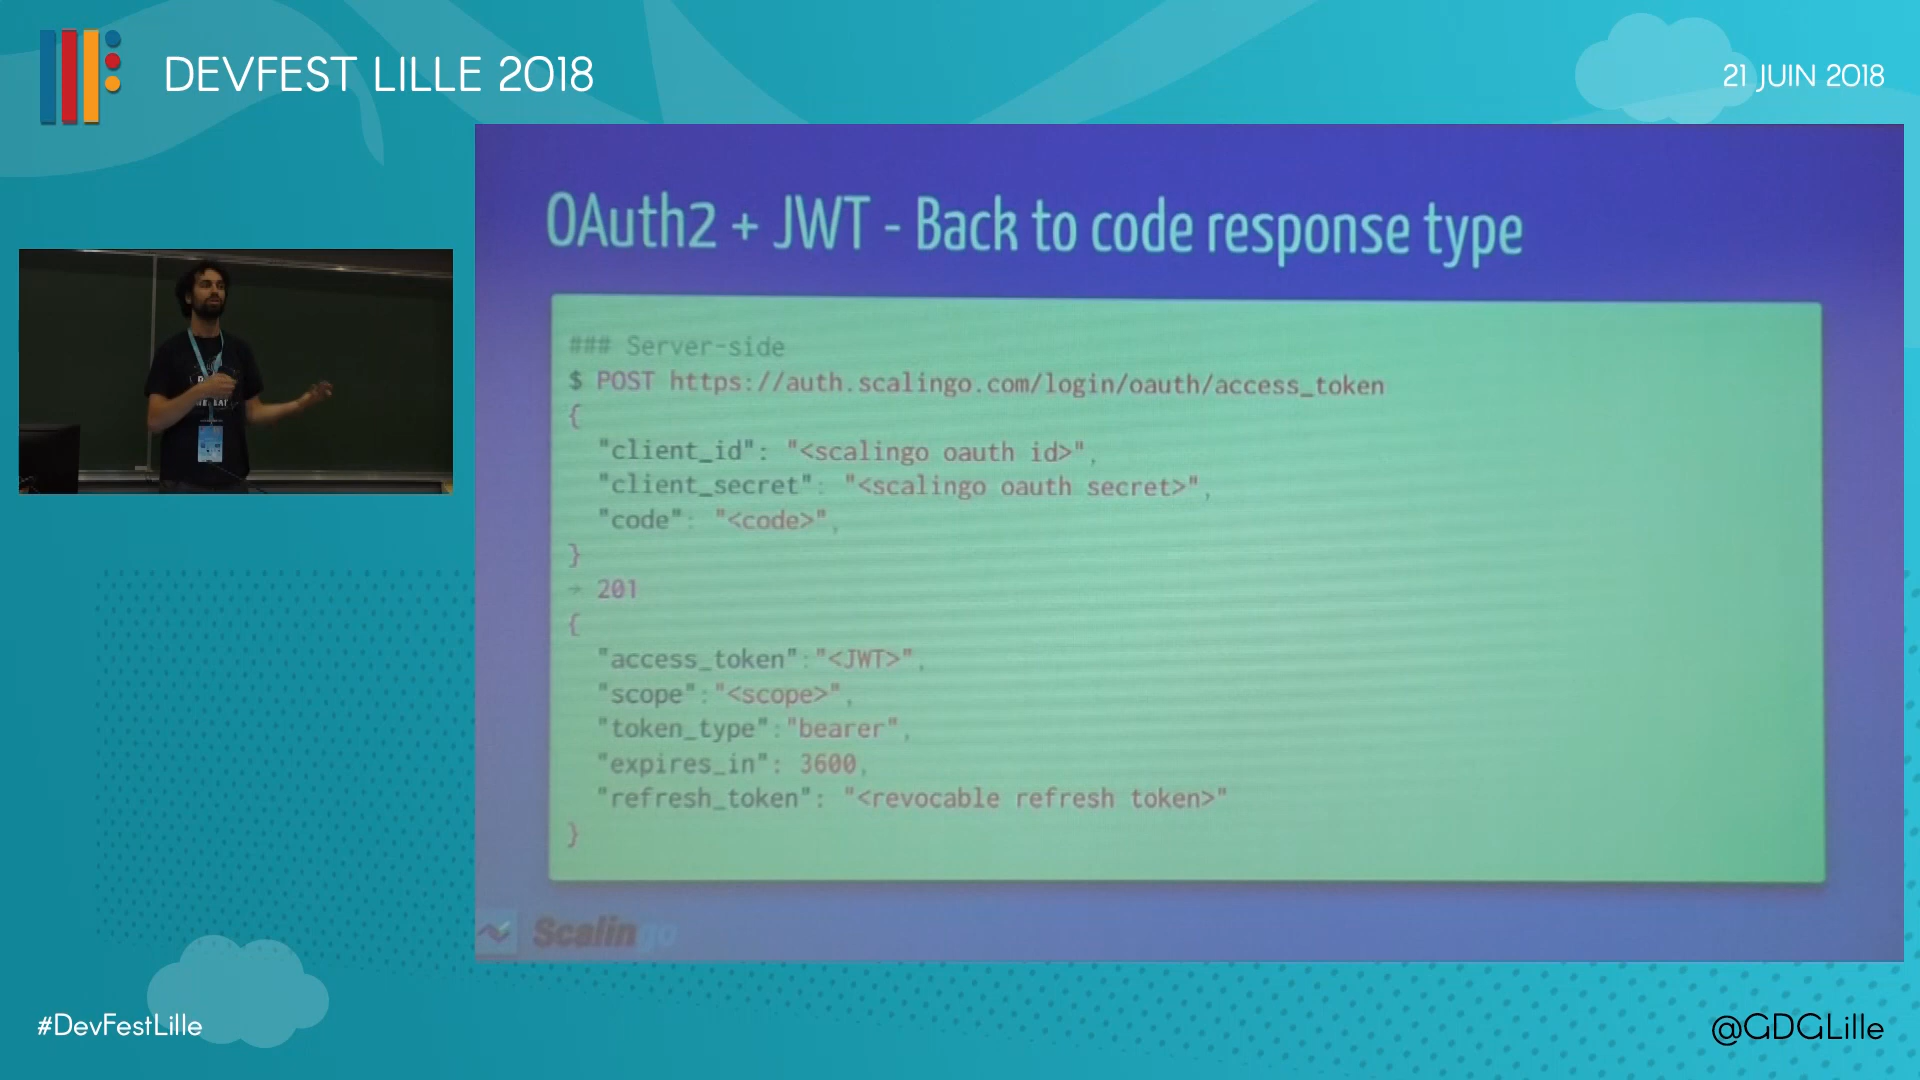 DEVFEST LILLE 2018
21 JUIN 2018
OAuth2 + JWT - Back to code response type
### Server-side
$ POST https://auth.scalingo.com/login/oauth/access_token
{
"client_id": "<scalingo oauth id>",
"client_secret": "<scalingo oauth secret>",
"code": "<code>",
}
→ 201
{
"access_token":"<JWT>",
"scope":"<scope>",
"token_type":"bearer",
"expires_in": 3600,
"refresh_token": "<revocable refresh token>"
}
Scalingo
#DevFestLille
@GDGLille